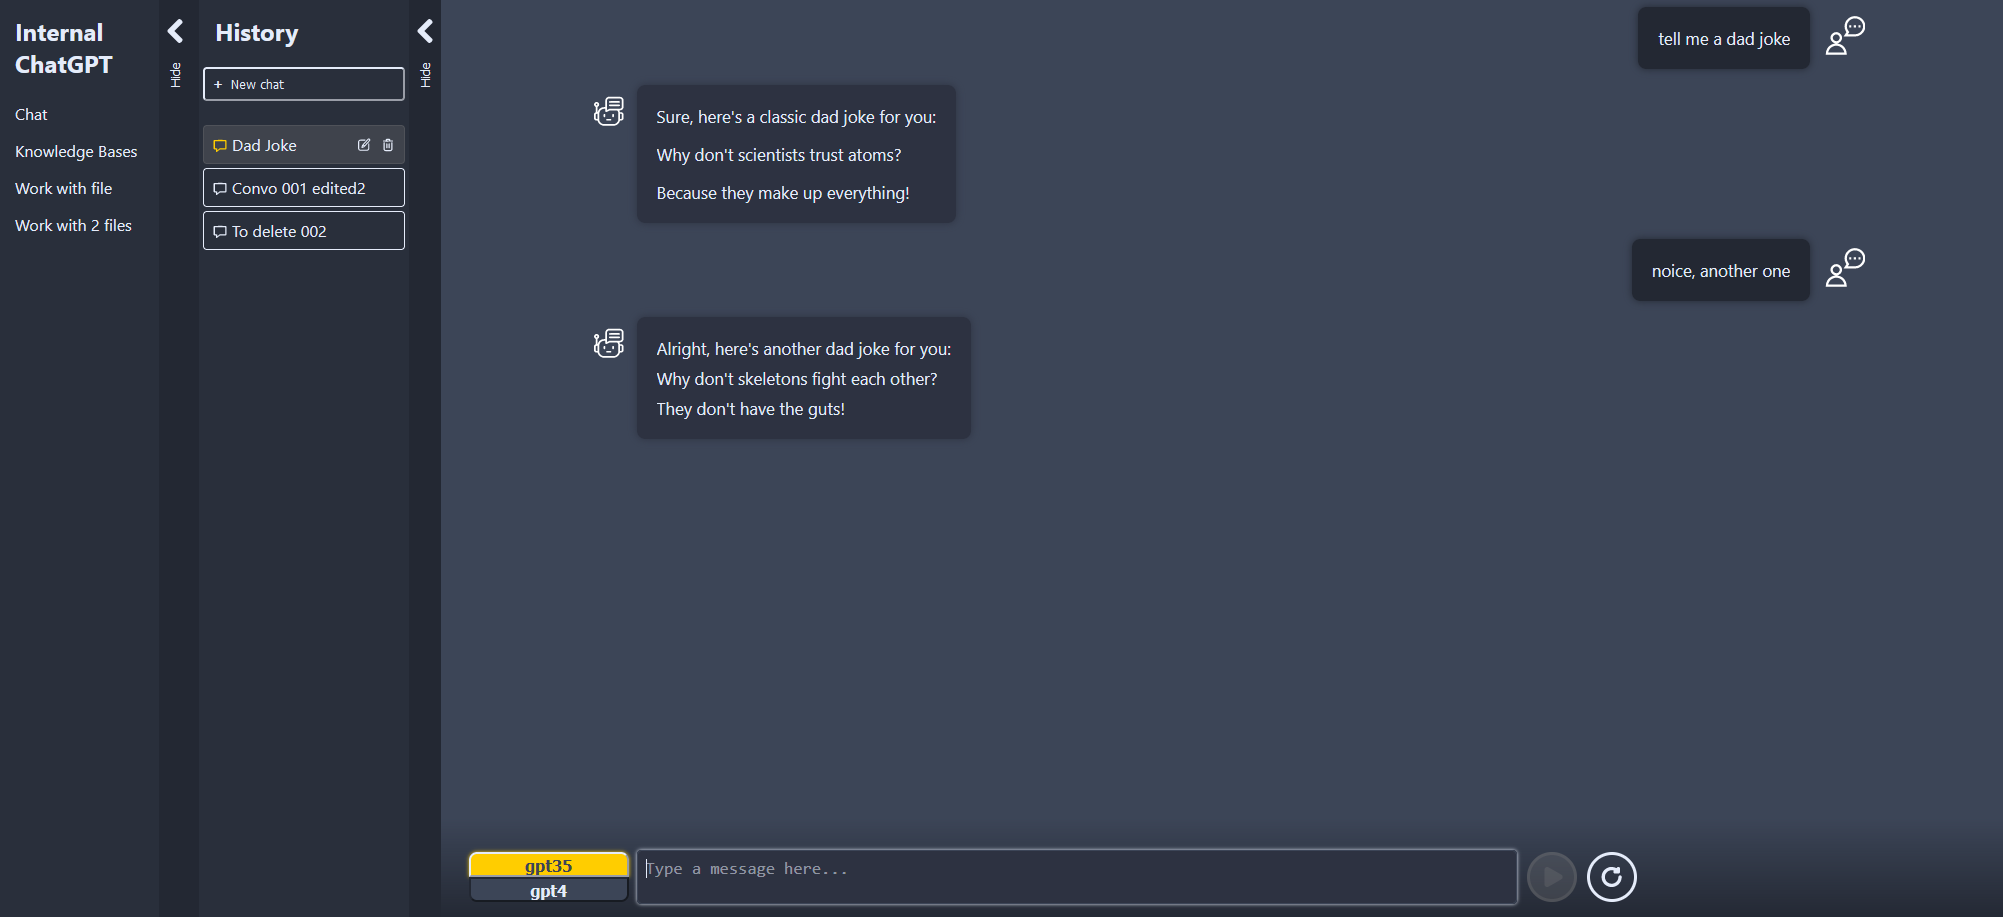 Internal
ChatGPT
Chat
Knowledge Bases
Work with file
Work with 2 files
Hide
History
+ New chat
Dad Joke
Convo 001 edited2
To delete 002
Hide
tell me a dad joke
Sure, here's a classic dad joke for you:
Why don't scientists trust atoms?
Because they make up everything!
noice, another one
Alright, here's another dad joke for you:
Why don't skeletons fight each other?
They don't have the guts!
gpt35
gpt4
Type a message here...